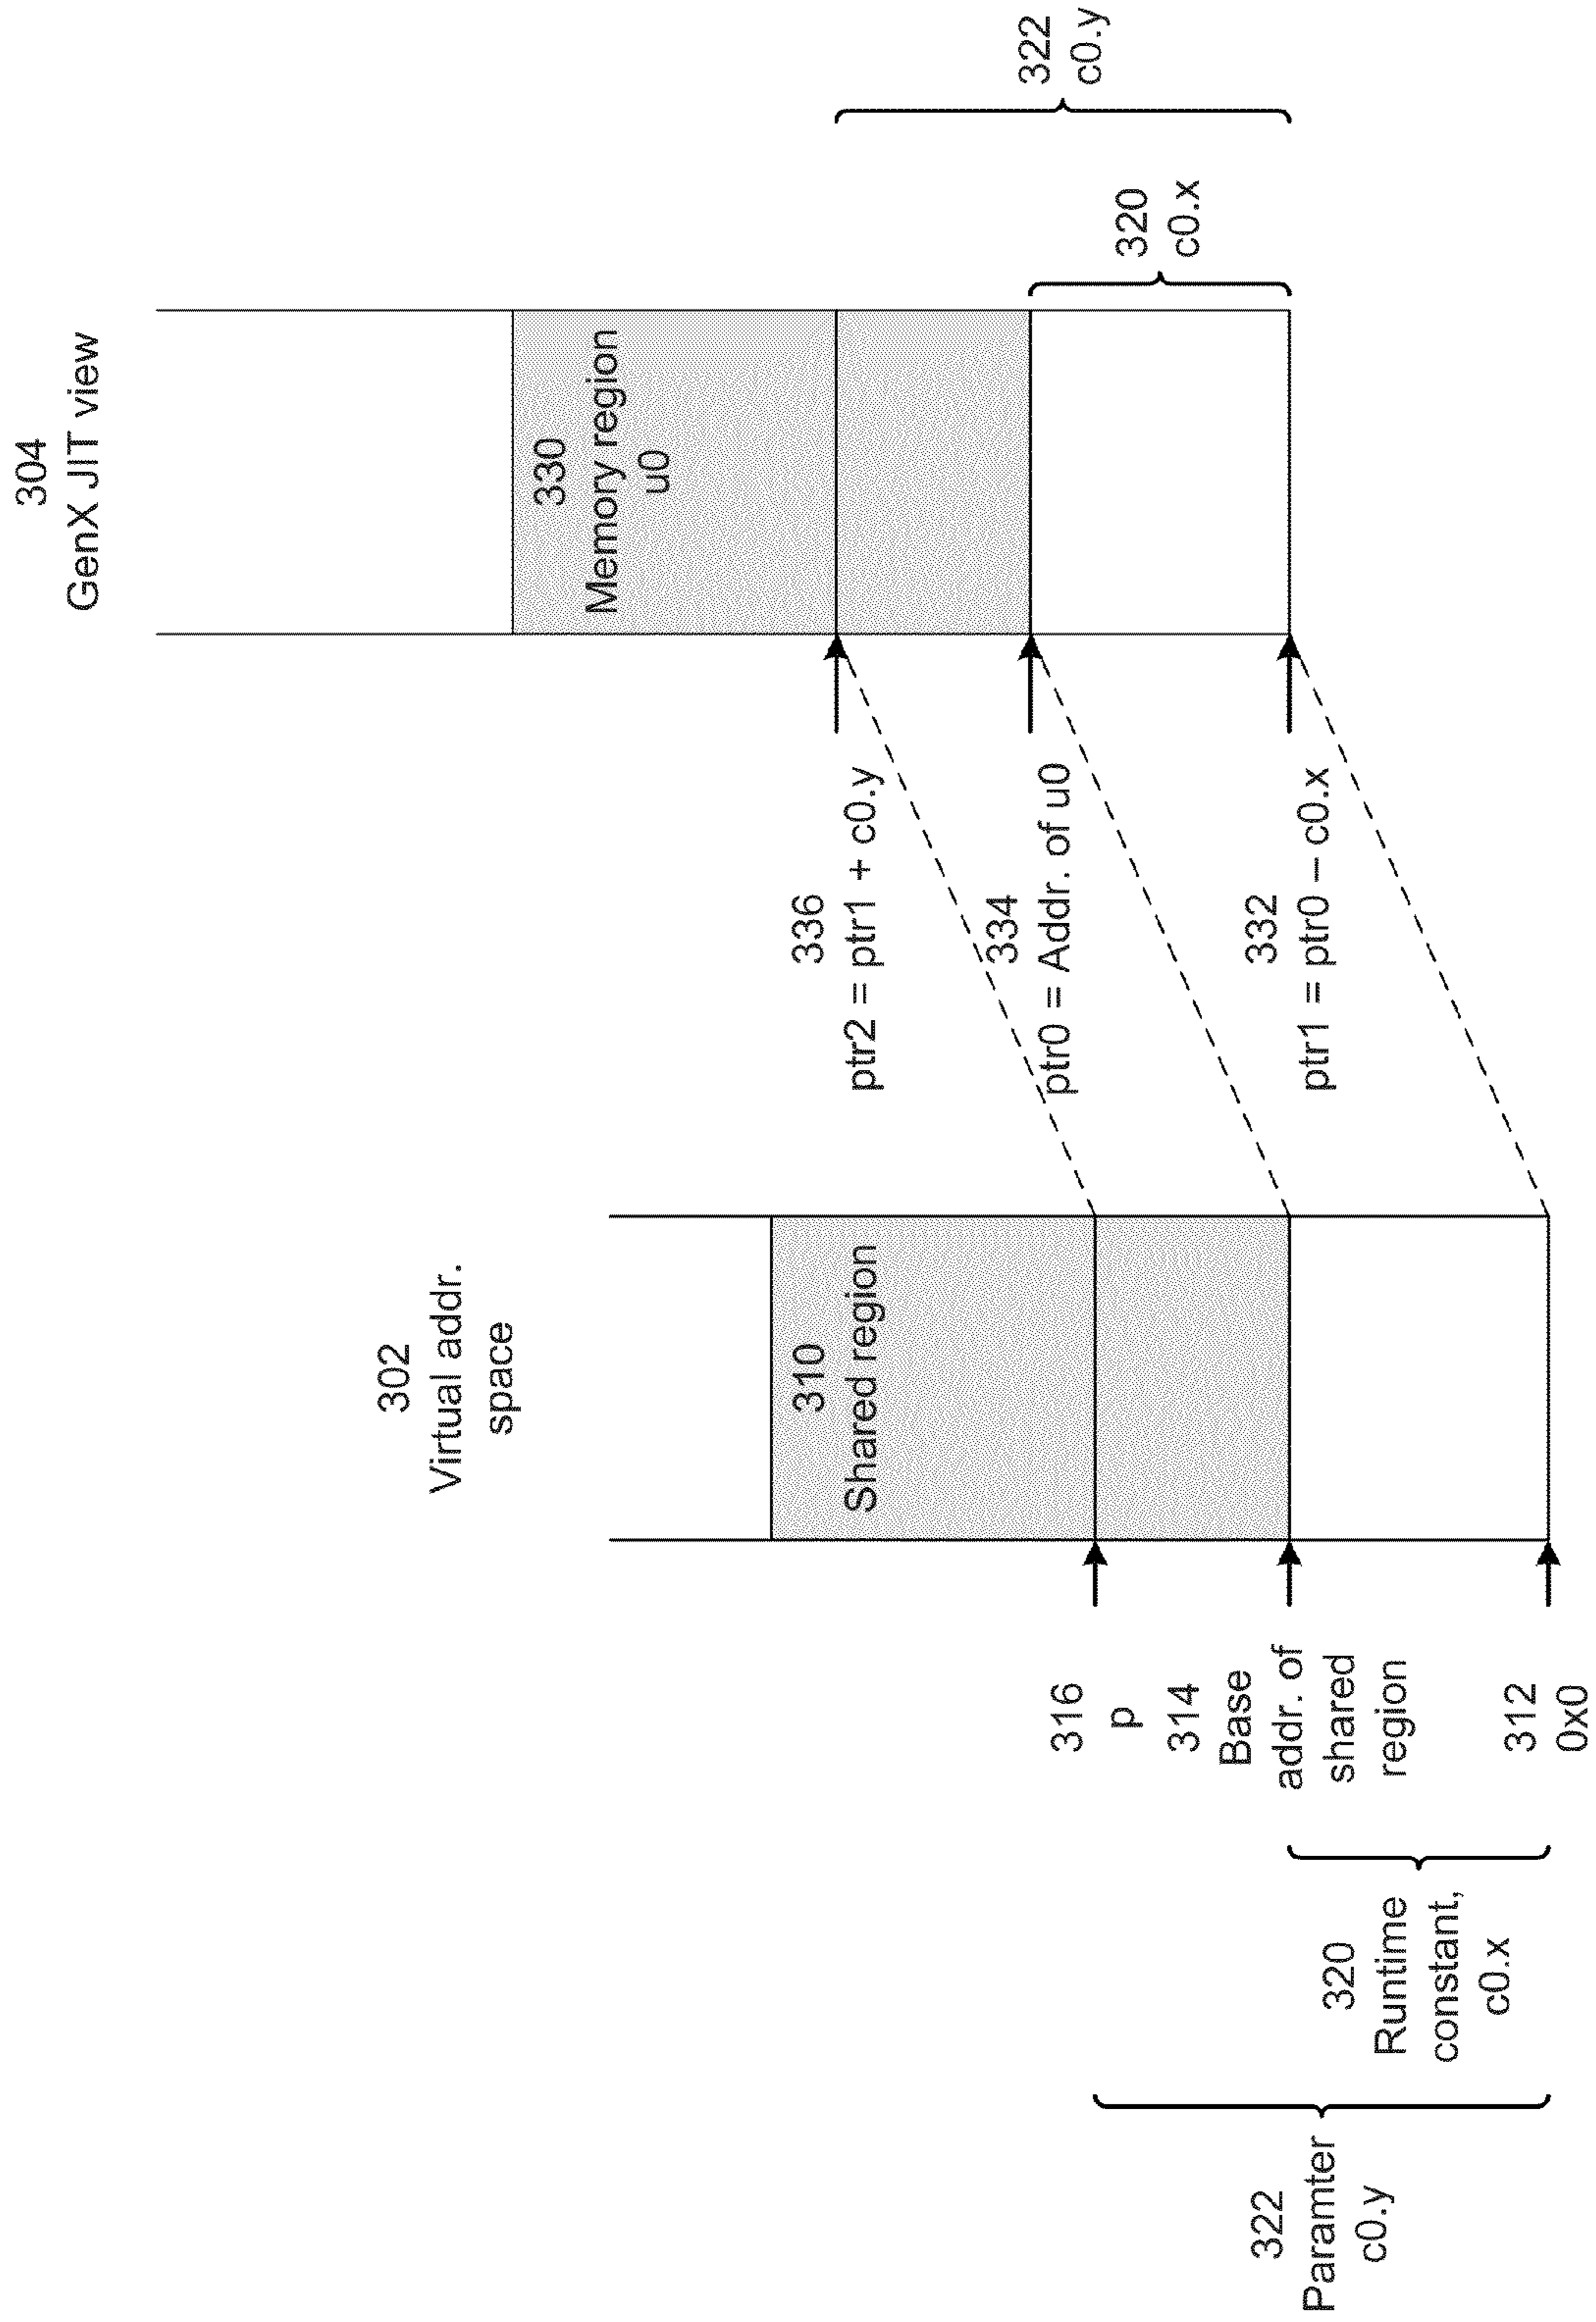 304
GenX JIT view
302
Virtual addr.
space
330
Memory region
u0
310
Shared region
336
ptr2 = ptr1 + c0.y
334
ptr0 = Addr. of u0
332
ptr1 = ptr0 – c0.x
316
p
314
Base
addr. of
shared
region
312
0x0
322
Paramter
c0.y
320
Runtime
constant,
c0.x
320
c0.x
322
c0.y